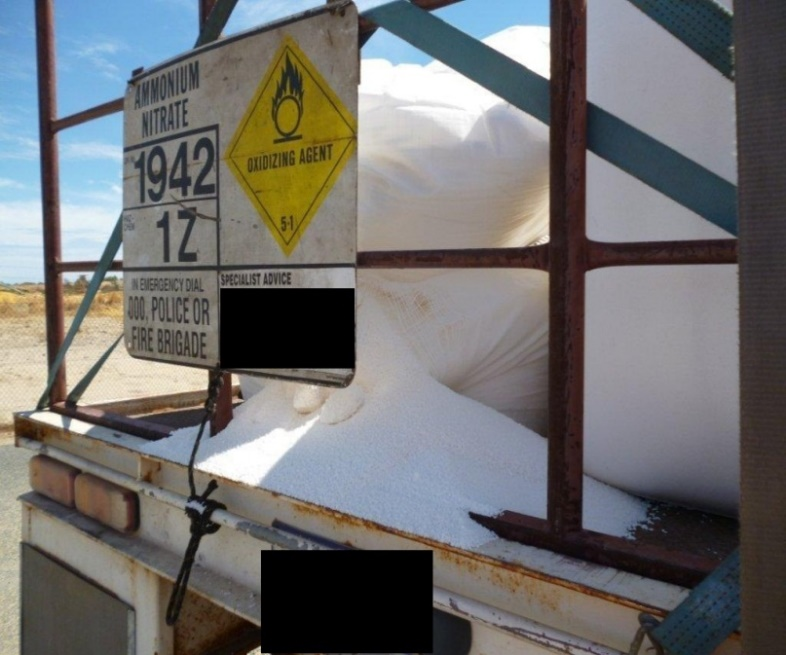 AMMONIUM
NITRATE
1942
1Z
IN EMERGENCY DIAL
000, POLICE OR
FIRE BRIGADE
OXIDIZING AGENT
5·1
SPECIALIST ADVICE